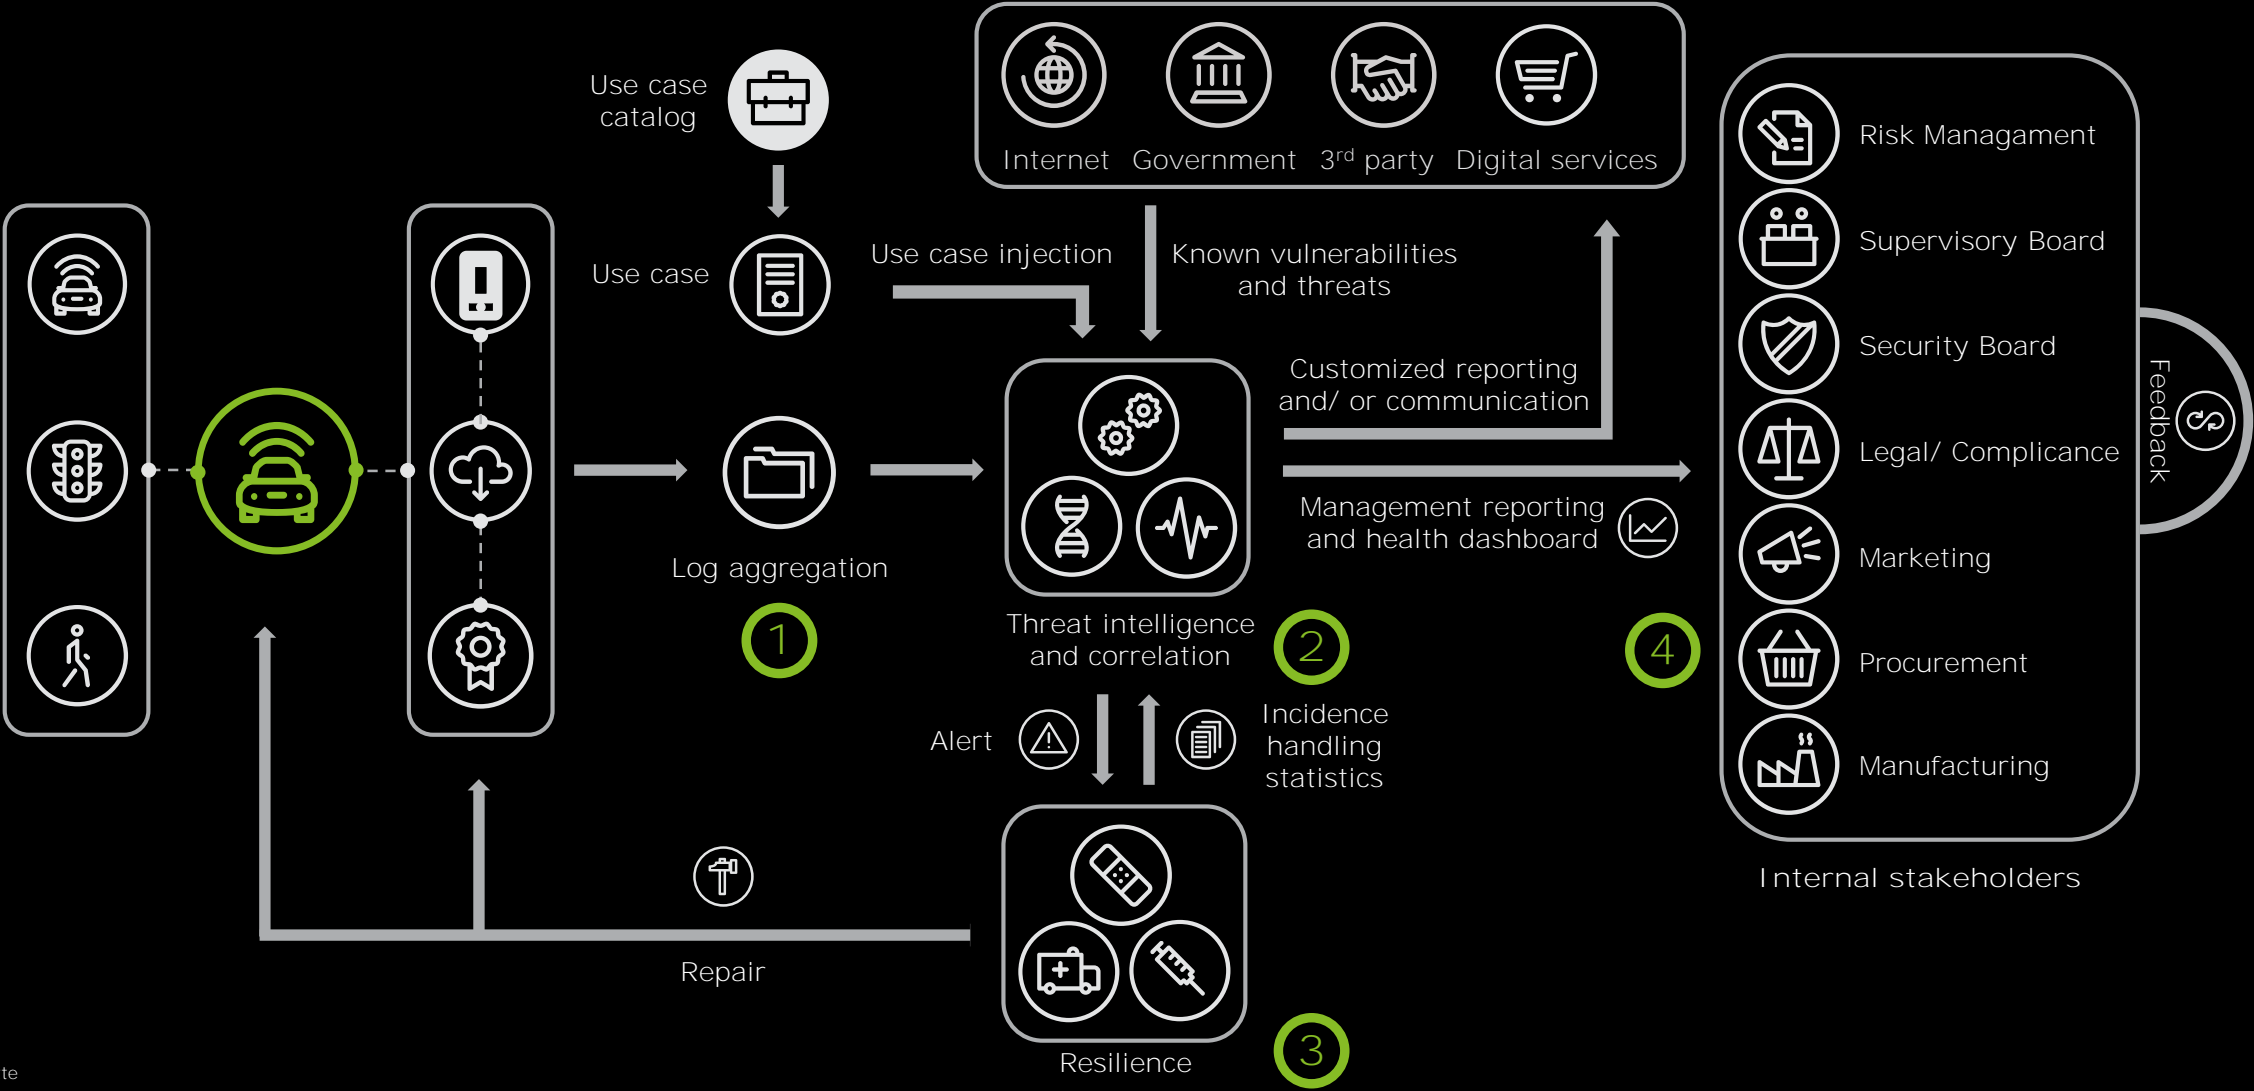 Use case
catalog
Internet
Government
3rd party
Digital services
Use case
Use case injection
Known vulnerabilities
and threats
Customized reporting
and/ or communication
Management reporting
and health dashboard
Log aggregation
1
Threat intelligence
and correlation
2
4
Alert
Incidence
handling
statistics
Repair
Resilience
3
Risk Managament
Supervisory Board
Security Board
Legal/ Complicance
Marketing
Procurement
Manufacturing
Internal stakeholders
Feedback
te